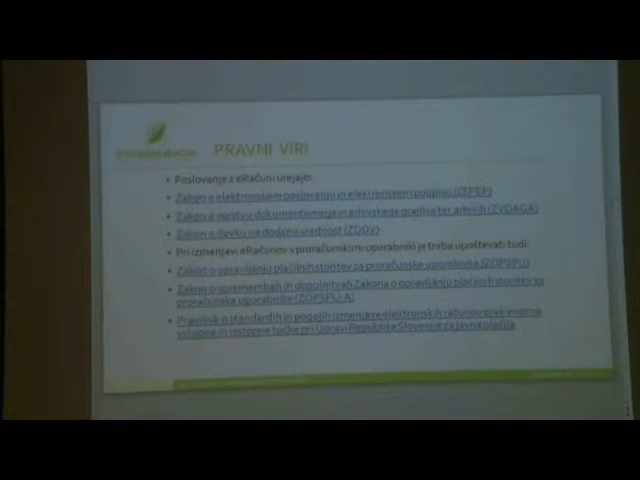 PRAVNI VIRI
• Poslovanje z eRačuni urejajo:
• Zakon o elektronskem poslovanju in elektronskem podpisu (ZEPEP)
• Zakon o varstvu dokumentarnega in arhivskega gradiva ter arhivih (ZVDAGA)
• Zakon o davku na dodano vrednost (ZDDV)
• Pri izmenjavi eRačunov s proračunskimi uporabniki je treba upoštevati tudi:
• Zakon o opravljanju plačilnih storitev za proračunske uporabnike (ZOPSPU)
• Zakon o spremembah in dopolnitvah Zakona o opravljanju plačilnih storitev za
proračunske uporabnike (ZOPSPU-A)
• Pravilnik o standardih in pogojih izmenjave elektronskih računov prek enotne
vstopne in izstopne točke pri Upravi Republike Slovenije za javna plačila